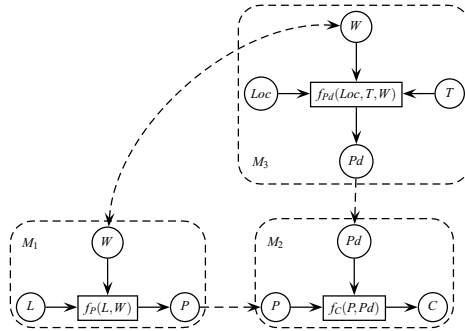 W
Loc
f_{Pd}(Loc, T, W)
T
M_3
Pd
M_1
W
M_2
Pd
L
f_P(L, W)
P
P
f_C(P, Pd)
C